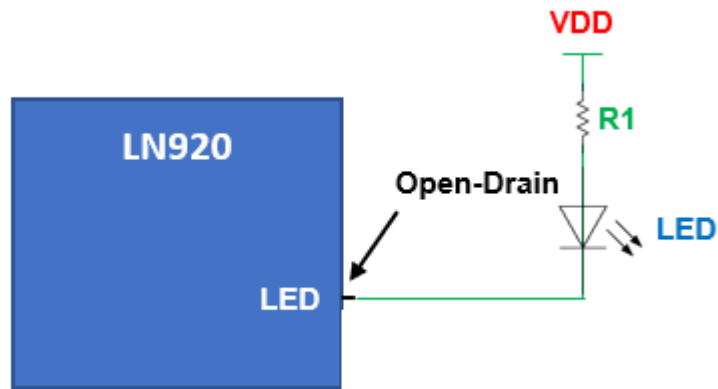 VDD
R1
LN920
Open-Drain
LED
LED